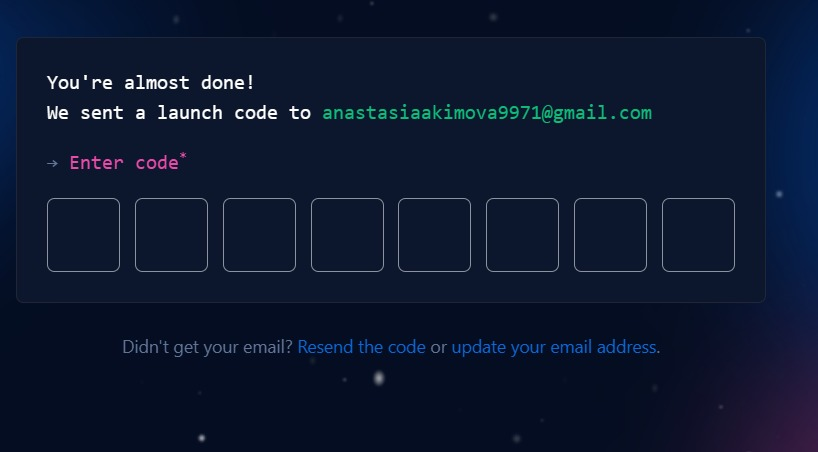 You're almost done!
We sent a launch code to anastasiaakimova9971@gmail.com
→ Enter code*
Didn't get your email? Resend the code or update your email address.